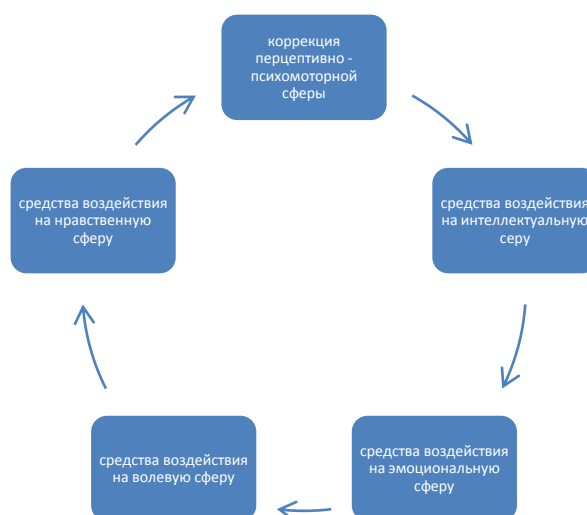 коррекция
перцептивно -
психомоторной
сферы
средства воздействия
на интеллектуальную
серу
средства воздействия
на эмоциональную
сферу
средства воздействия
на волевую сферу
средства воздействия
на нравственную
сферу